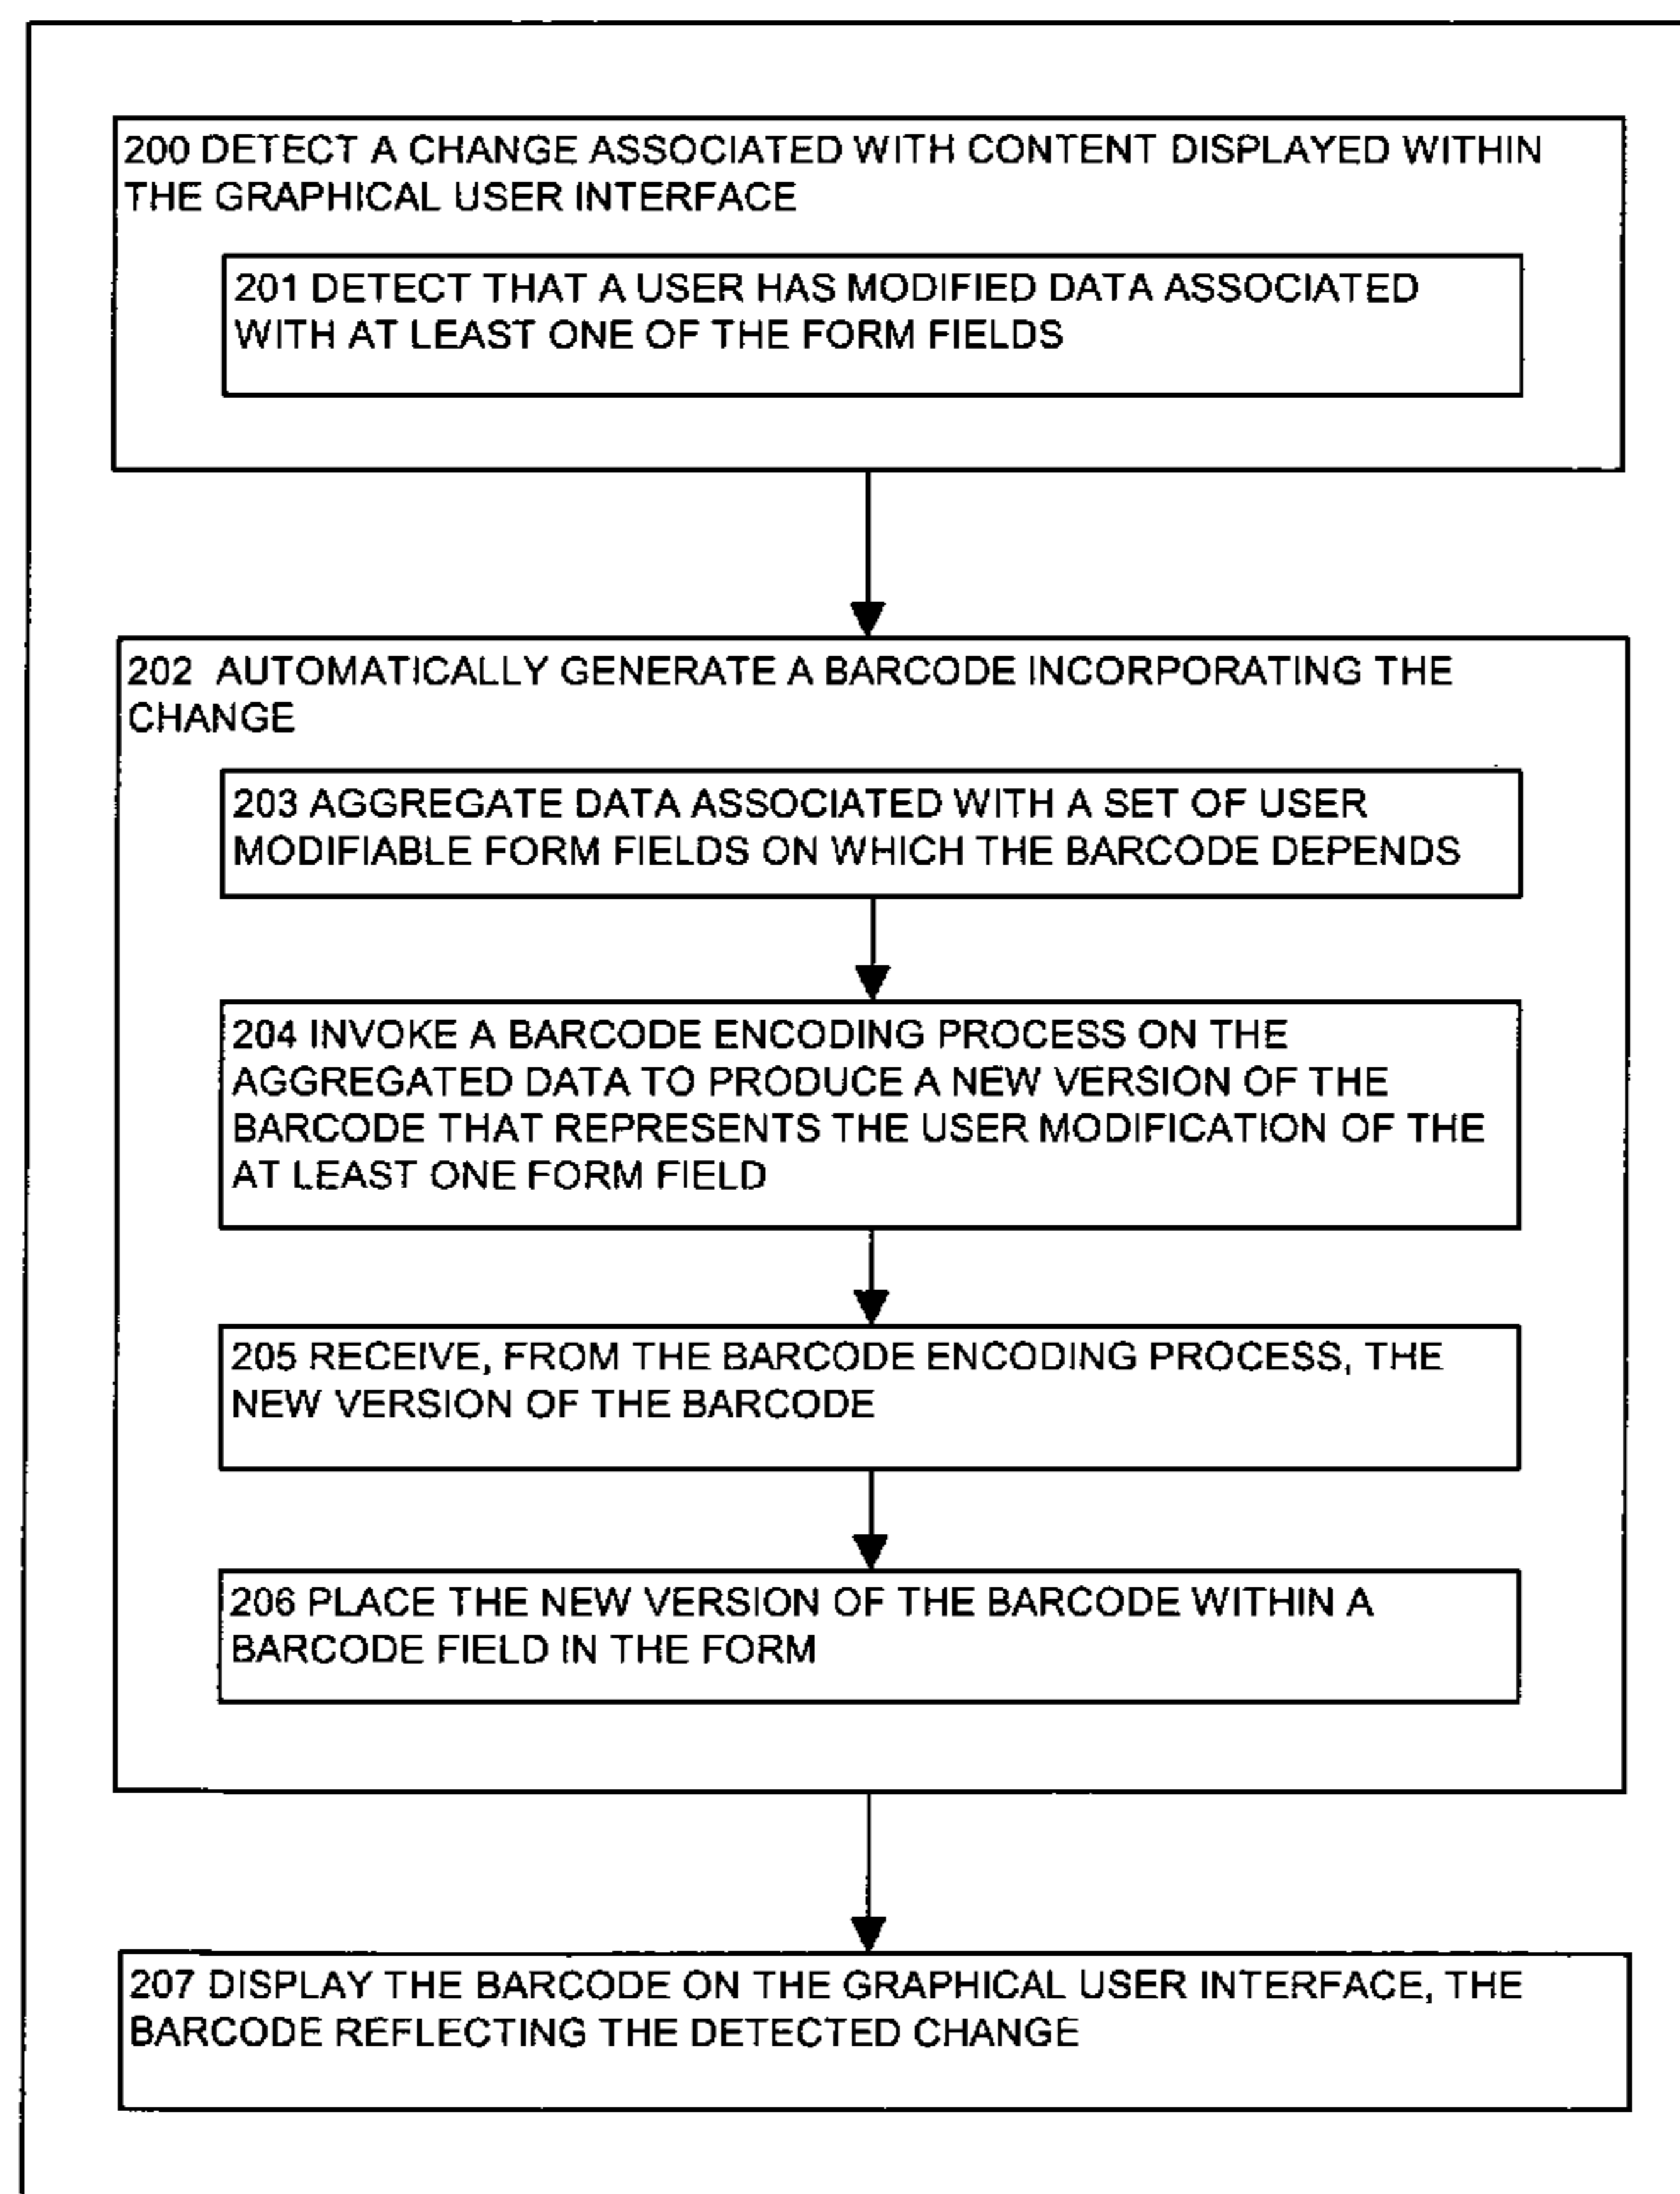 200 DETECT A CHANGE ASSOCIATED WITH CONTENT DISPLAYED WITHIN
THE GRAPHICAL USER INTERFACE
201 DETECT THAT A USER HAS MODIFIED DATA ASSOCIATED
WITH AT LEAST ONE OF THE FORM FIELDS
202 AUTOMATICALLY GENERATE A BARCODE INCORPORATING THE
CHANGE
203 AGGREGATE DATA ASSOCIATED WITH A SET OF USER
MODIFIABLE FORM FIELDS ON WHICH THE BARCODE DEPENDS
204 INVOKE A BARCODE ENCODING PROCESS ON THE
AGGREGATED DATA TO PRODUCE A NEW VERSION OF THE
BARCODE THAT REPRESENTS THE USER MODIFICATION OF THE
AT LEAST ONE FORM FIELD
205 RECEIVE, FROM THE BARCODE ENCODING PROCESS, THE
NEW VERSION OF THE BARCODE
206 PLACE THE NEW VERSION OF THE BARCODE WITHIN A
BARCODE FIELD IN THE FORM
207 DISPLAY THE BARCODE ON THE GRAPHICAL USER INTERFACE, THE
BARCODE REFLECTING THE DETECTED CHANGE